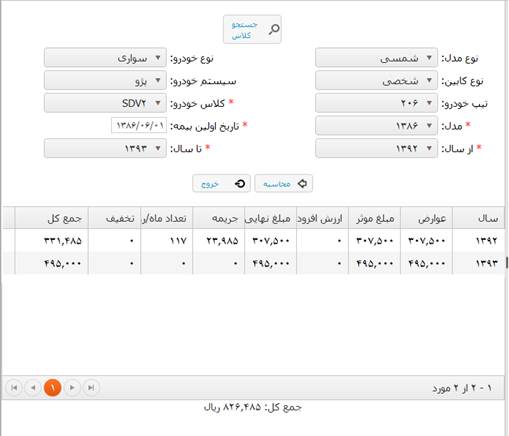 جستجو
کلاس
نوع مدل: شمسی نوع خودرو: سواری
نوع کابین: شخصی سیستم خودرو: پژو
تیپ خودرو: ۲۰۶ * کلاس خودرو: SDV۲
* مدل: ۱۳۸۶ * تاریخ اولین بیمه: ۱۳۸۶/۰۶/۰۱
* از سال: ۱۳۹۲ * تا سال: ۱۳۹۳
محاسبه خروج
سال عوارض مبلغ موثر ارزش افزود مبلغ نهایی جریمه تعداد ماه/ر تخفیف جمع کل
۱۳۹۲ ۳۰۷,۵۰۰ ۳۰۷,۵۰۰ ۰ ۳۰۷,۵۰۰ ۲۳,۹۸۵ ۱۱۷ ۰ ۳۳۱,۴۸۵
۱۳۹۳ ۴۹۵,۰۰۰ ۴۹۵,۰۰۰ ۰ ۴۹۵,۰۰۰ ۰ ۰ ۰ ۴۹۵,۰۰۰
۱ - ۲ از ۲ مورد ۱
جمع کل: ۸۲۶,۴۸۵ ریال